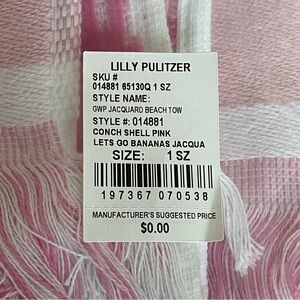 LILLY PULITZER
SKU #
014881 65130Q 1 SZ
STYLE NAME:
GWP JACQUARD BEACH TOW
STYLE #: 014881
CONCH SHELL PINK
LETS GO BANANAS JACQUA
SIZE: 1 SZ
197367 070538
MANUFACTURER'S SUGGESTED PRICE
$0.00